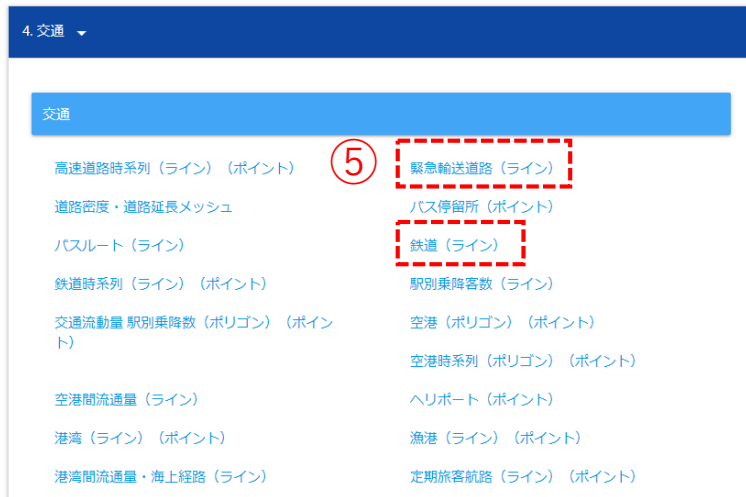 4. 交通
交通
⑤
高速道路時系列（ライン）（ポイント）
緊急輸送道路（ライン）
道路密度・道路延長メッシュ
バス停留所（ポイント）
バスルート（ライン）
鉄道（ライン）
鉄道時系列（ライン）（ポイント）
駅別乗降客数（ライン）
交通流動量 駅別乗降数（ポリゴン）（ポイン
ト）
空港（ポリゴン）（ポイント）
空港時系列（ポリゴン）（ポイント）
空港間流通量（ライン）
ヘリポート（ポイント）
港湾（ライン）（ポイント）
漁港（ライン）（ポイント）
港湾間流通量・海上経路（ライン）
定期旅客航路（ライン）（ポイント）